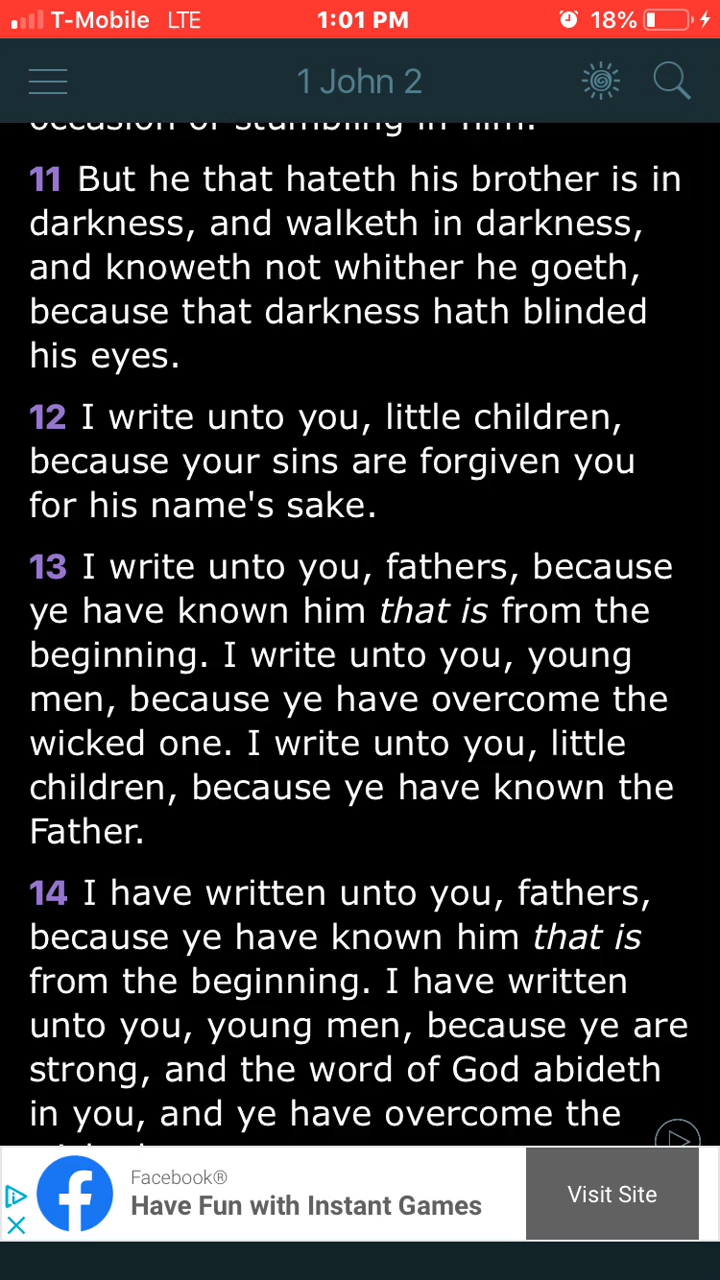 T-Mobile LTE 1:01 PM 18%
1 John 2
occasion of stumbling in him.
11 But he that hateth his brother is in
darkness, and walketh in darkness,
and knoweth not whither he goeth,
because that darkness hath blinded
his eyes.
12 I write unto you, little children,
because your sins are forgiven you
for his name's sake.
13 I write unto you, fathers, because
ye have known him that is from the
beginning. I write unto you, young
men, because ye have overcome the
wicked one. I write unto you, little
children, because ye have known the
Father.
14 I have written unto you, fathers,
because ye have known him that is
from the beginning. I have written
unto you, young men, because ye are
strong, and the word of God abideth
in you, and ye have overcome the
Facebook®
Have Fun with Instant Games
Visit Site